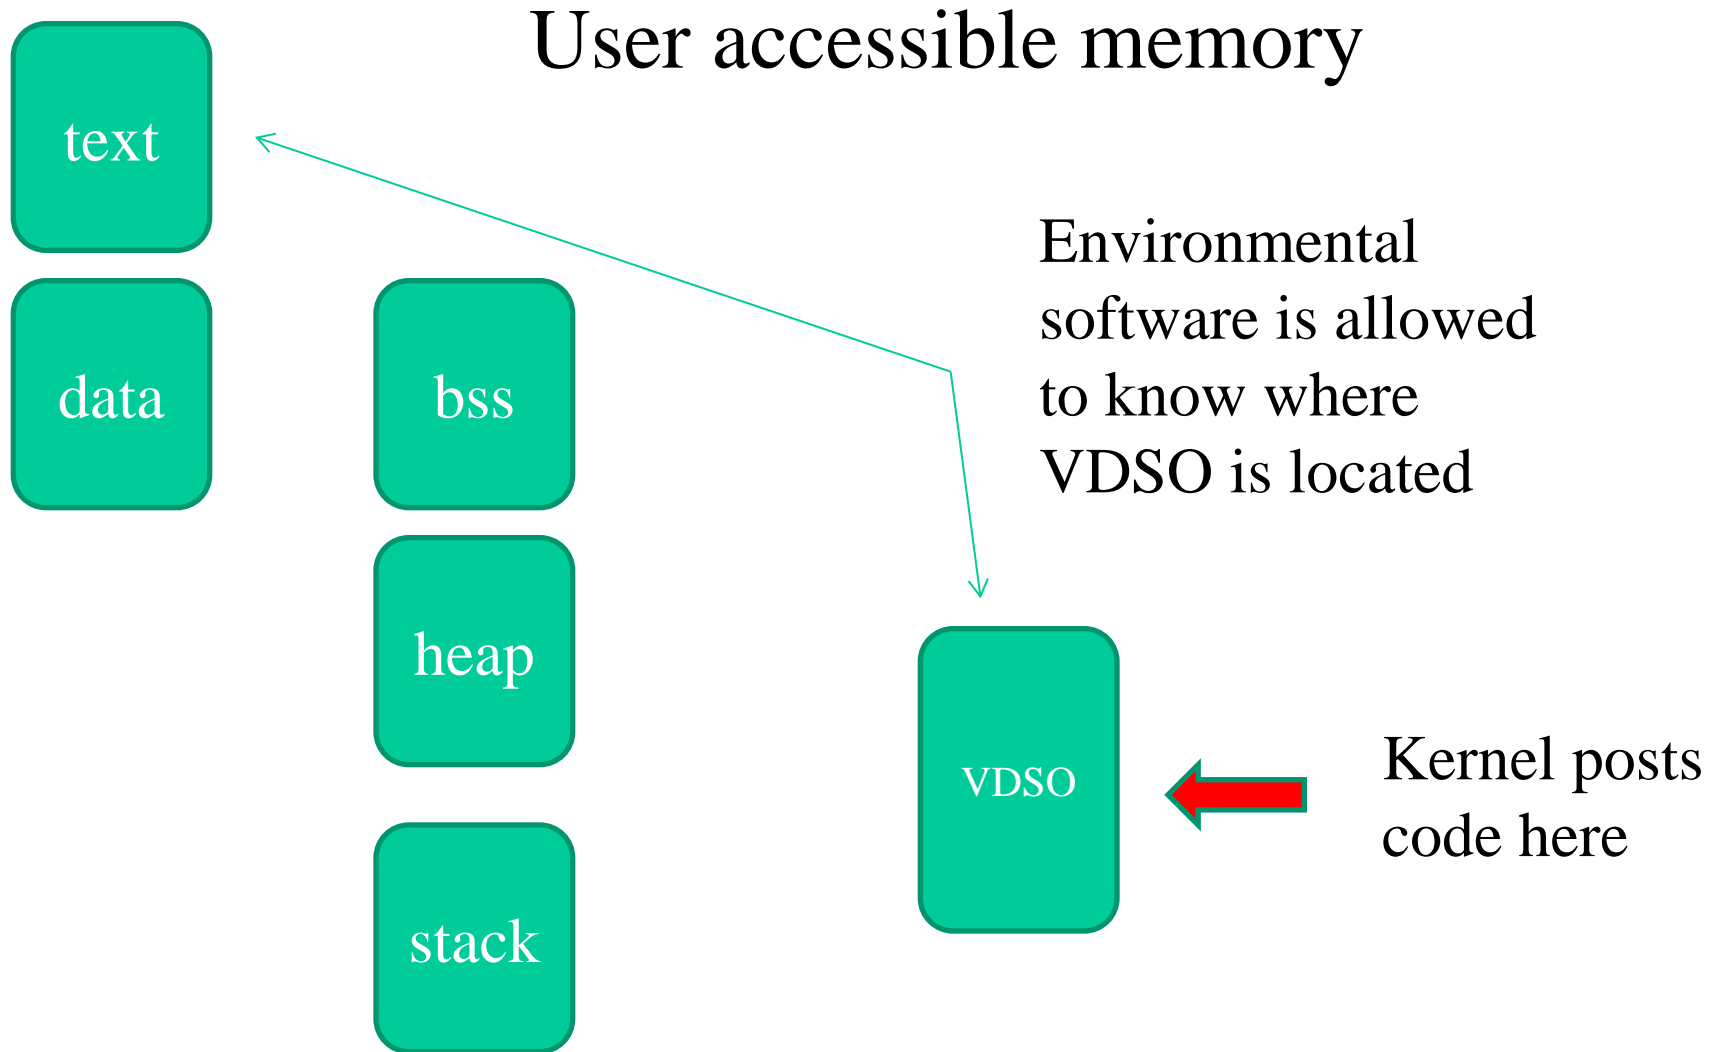 User accessible memory
text
data
bss
heap
stack
Environmental
software is allowed
to know where
VDSO is located
VDSO
Kernel posts
code here